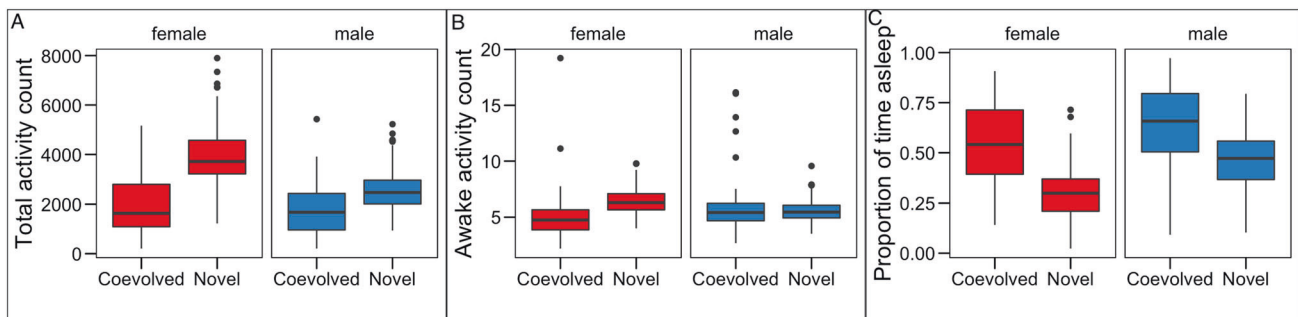 A
female
male
Total activity count
8000
6000
4000
2000
0
Coevolved Novel
Coevolved Novel
B
female
male
Awake activity count
20
15
10
5
Coevolved Novel
Coevolved Novel
C
female
male
Proportion of time asleep
1.00
0.75
0.50
0.25
0.00
Coevolved Novel
Coevolved Novel